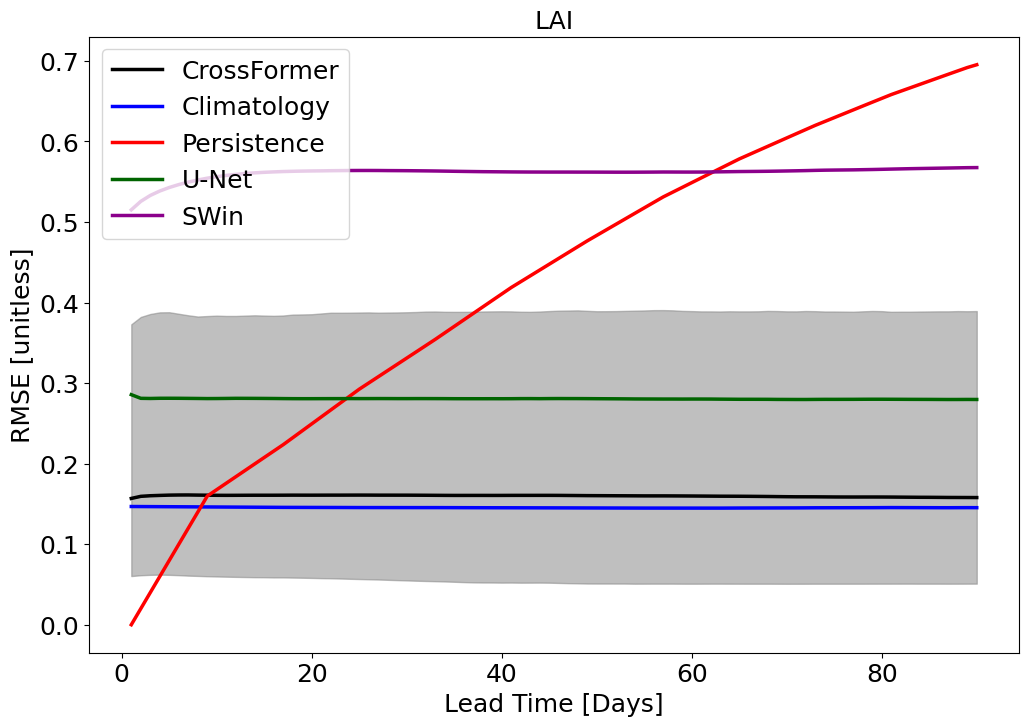 LAI
CrossFormer
Climatology
Persistence
U-Net
SWin
RMSE [unitless]
0.7
0.6
0.5
0.4
0.3
0.2
0.1
0.0
0 20 40 60 80
Lead Time [Days]